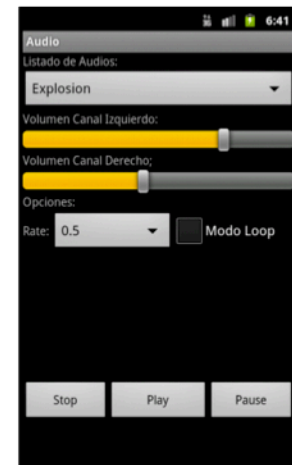 6:41
Audio
Listado de Audios:
Explosion
Volumen Canal Izquierdo:
Volumen Canal Derecho;
Opciones:
Rate: 0.5 Modo Loop
Stop Play Pause